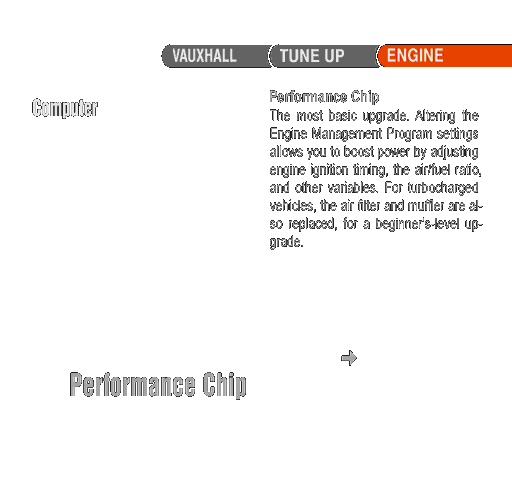 VAUXHALL TUNE UP ENGINE
Computer
Performance Chip
The most basic upgrade. Altering the
Engine Management Program settings
allows you to boost power by adjusting
engine ignition timing, the air/fuel ratio,
and other variables. For turbocharged
vehicles, the air filter and muffler are al-
so replaced, for a beginner's-level up-
grade.
Performance Chip